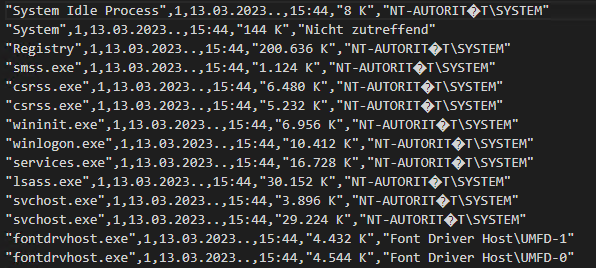 "System Idle Process",1,13.03.2023..,15:44,"8 K","NT-AUTORIT�T\SYSTEM"
"System",1,13.03.2023..,15:44,"144 K","Nicht zutreffend"
"Registry",1,13.03.2023..,15:44,"200.636 K","NT-AUTORIT�T\SYSTEM"
"smss.exe",1,13.03.2023..,15:44,"1.124 K","NT-AUTORIT�T\SYSTEM"
"csrss.exe",1,13.03.2023..,15:44,"6.480 K","NT-AUTORIT�T\SYSTEM"
"csrss.exe",1,13.03.2023..,15:44,"5.232 K","NT-AUTORIT�T\SYSTEM"
"wininit.exe",1,13.03.2023..,15:44,"6.956 K","NT-AUTORIT�T\SYSTEM"
"winlogon.exe",1,13.03.2023..,15:44,"10.412 K","NT-AUTORIT�T\SYSTEM"
"services.exe",1,13.03.2023..,15:44,"16.728 K","NT-AUTORIT�T\SYSTEM"
"lsass.exe",1,13.03.2023..,15:44,"30.152 K","NT-AUTORIT�T\SYSTEM"
"svchost.exe",1,13.03.2023..,15:44,"3.896 K","NT-AUTORIT�T\SYSTEM"
"svchost.exe",1,13.03.2023..,15:44,"29.224 K","NT-AUTORIT�T\SYSTEM"
"fontdrvhost.exe",1,13.03.2023..,15:44,"4.432 K","Font Driver Host\UMFD-1"
"fontdrvhost.exe",1,13.03.2023..,15:44,"4.544 K","Font Driver Host\UMFD-0"